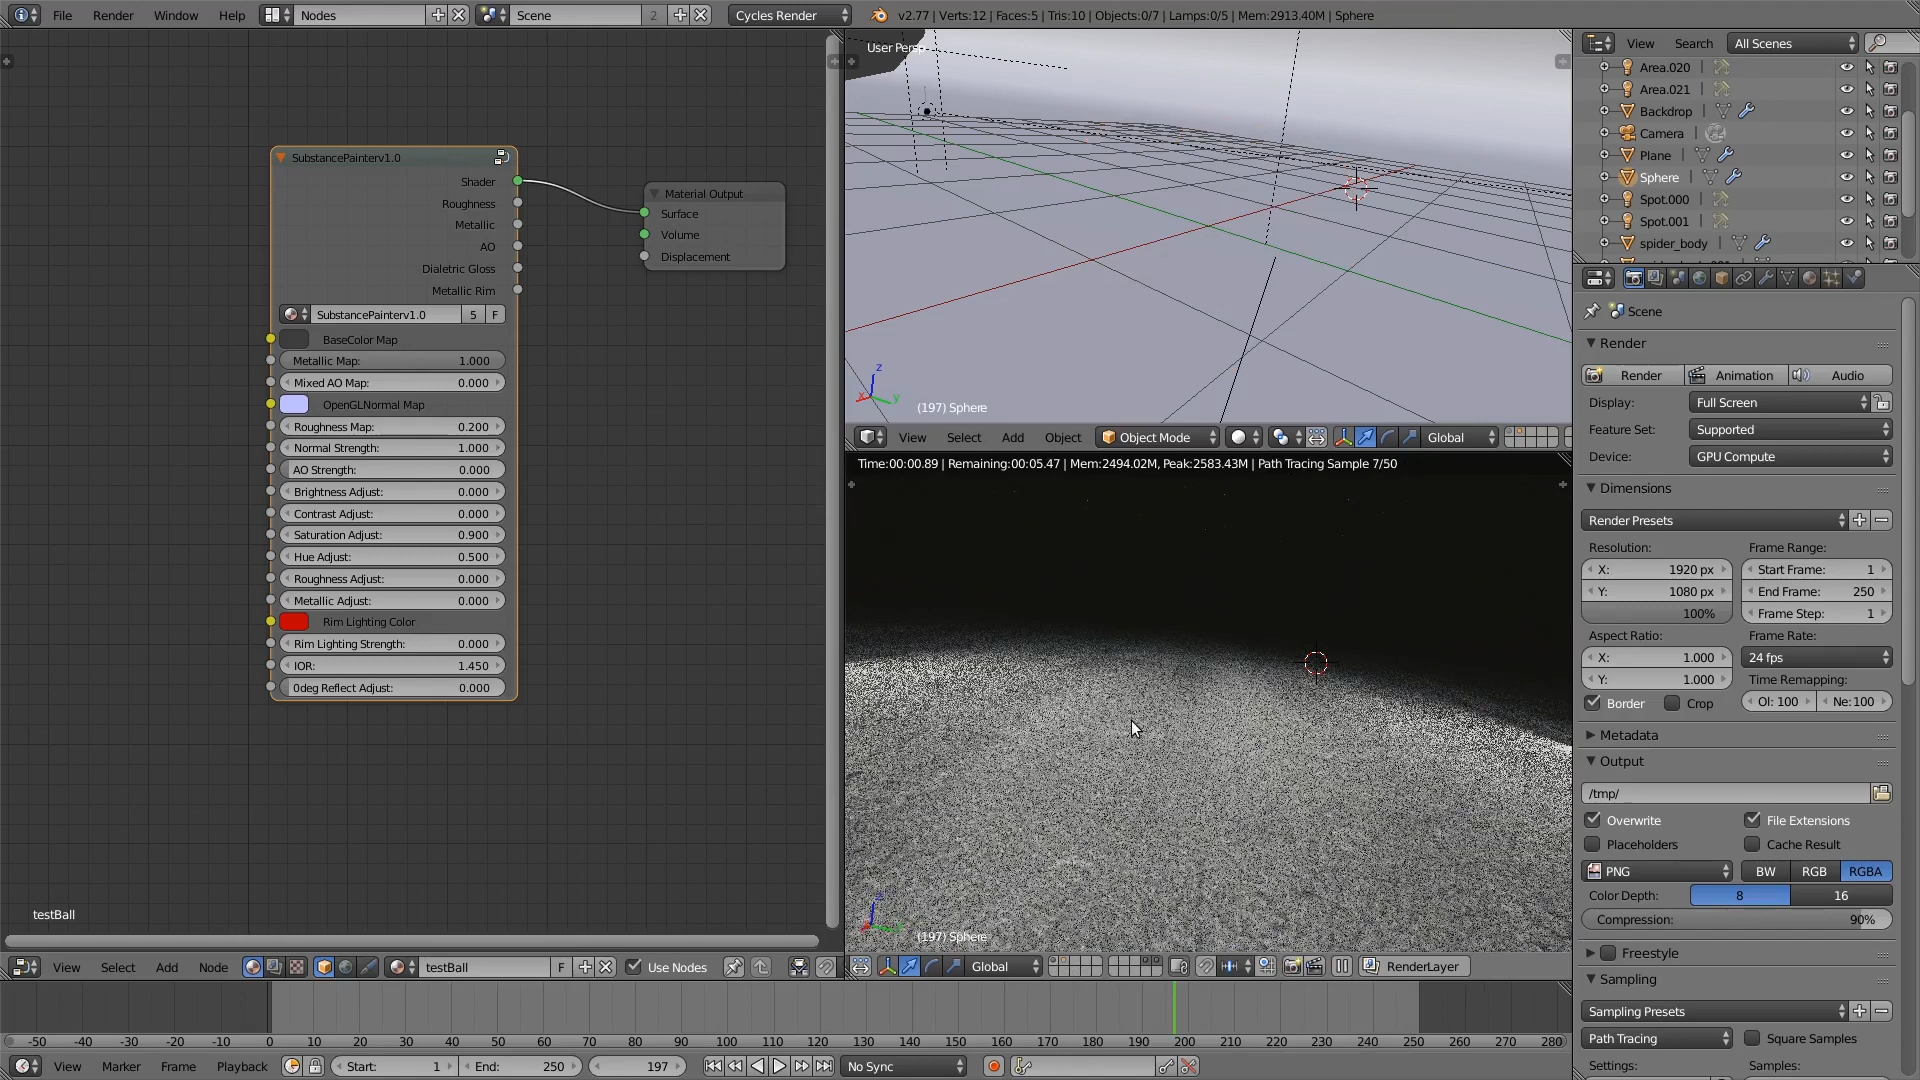 File Render Window Help Nodes Scene 2 Cycles Render v2.77 | Verts:12 | Faces:5 | Tris:10 | Objects:0/7 | Lamps:0/5 | Mem:2913.40M | Sphere
SubstancePainterv1.0
Shader
Roughness
Metallic
AO
Dialetric Gloss
Metallic Rim
SubstancePainterv1.0 5 F
BaseColor Map
Metallic Map: 1.000
Mixed AO Map: 0.000
OpenGLNormal Map
Roughness Map: 0.200
Normal Strength: 1.000
AO Strength: 0.000
Brightness Adjust: 0.000
Contrast Adjust: 0.000
Saturation Adjust: 0.900
Hue Adjust: 0.500
Roughness Adjust: 0.000
Metallic Adjust: 0.000
Rim Lighting Color
Rim Lighting Strength: 0.000
IOR: 1.450
0deg Reflect Adjust: 0.000
Material Output
Surface
Volume
Displacement
testBall
View Select Add Node testBall F Use Nodes
User Persp
z
x y
(197) Sphere
View Select Add Object Object Mode Global
Time:00:00.89 | Remaining:00:05.47 | Mem:2494.02M, Peak:2583.43M | Path Tracing Sample 7/50
(197) Sphere
Global RenderLayer
View Search All Scenes
Area.020
Area.021
Backdrop
Camera
Plane
Sphere
Spot.000
Spot.001
spider_body
Scene
Render
Render Animation Audio
Display: Full Screen
Feature Set: Supported
Device: GPU Compute
Dimensions
Render Presets
Resolution: Frame Range:
X: 1920 px Start Frame: 1
Y: 1080 px End Frame: 250
100% Frame Step: 1
Aspect Ratio: Frame Rate:
X: 1.000 24 fps
Y: 1.000 Time Remapping:
Border Crop Ol: 100 Ne:100
Metadata
Output
/tmp/
Overwrite File Extensions
Placeholders Cache Result
PNG BW RGB RGBA
Color Depth: 8 16
Compression: 90%
Freestyle
Sampling
Sampling Presets
Path Tracing Square Samples
Settings: Samples:
-50 -40 -30 -20 -10 0 10 20 30 40 50 60 70 80 90 100 110 120 130 140 150 160 170 180 190 200 210 220 230 240 250 260 270 280
View Marker Frame Playback Start: 1 End: 250 197 No Sync